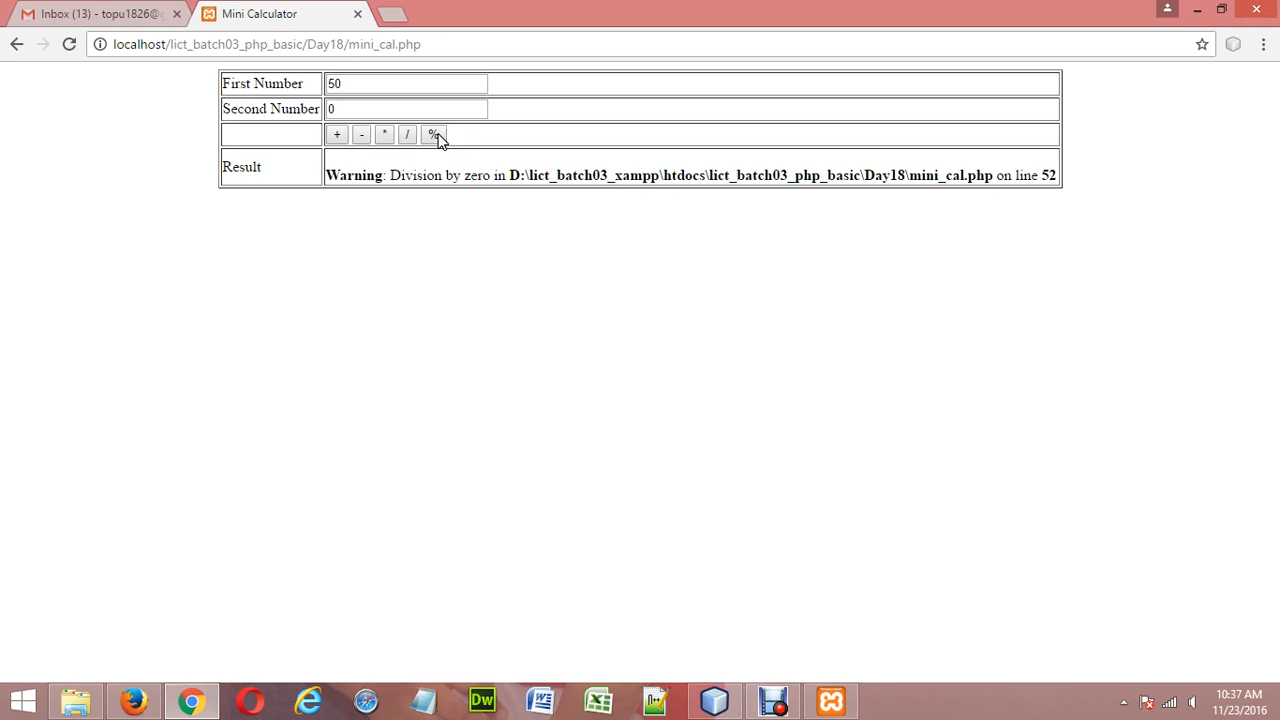 Inbox (13) - topu1826@
Mini Calculator
localhost/lict_batch03_php_basic/Day18/mini_cal.php
First Number 50
Second Number 0
+ - * / %
Result
Warning: Division by zero in D:\lict_batch03_xampp\htdocs\lict_batch03_php_basic\Day18\mini_cal.php on line 52
Dw
n++
10:37 AM
11/23/2016